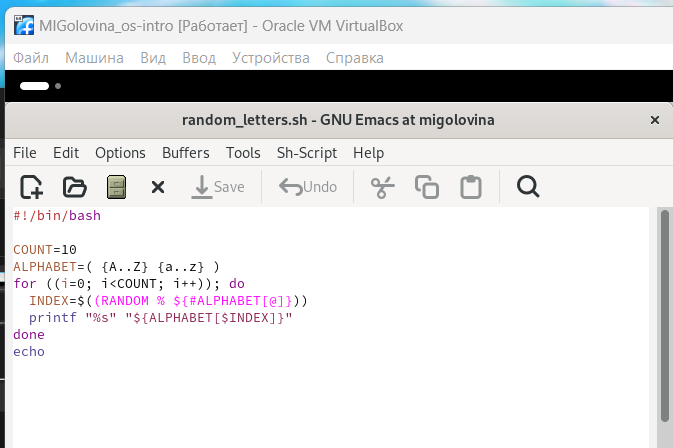 MIGolovina_os-intro [Работает] - Oracle VM VirtualBox
Файл Машина Вид Ввод Устройства Справка
random_letters.sh - GNU Emacs at migolovina
File Edit Options Buffers Tools Sh-Script Help
Save Undo
#!/bin/bash
COUNT=10
ALPHABET=( {A..Z} {a..z} )
for ((i=0; i<COUNT; i++)); do
  INDEX=$((RANDOM % ${#ALPHABET[@]}))
  printf "%s" "${ALPHABET[$INDEX]}"
done
echo